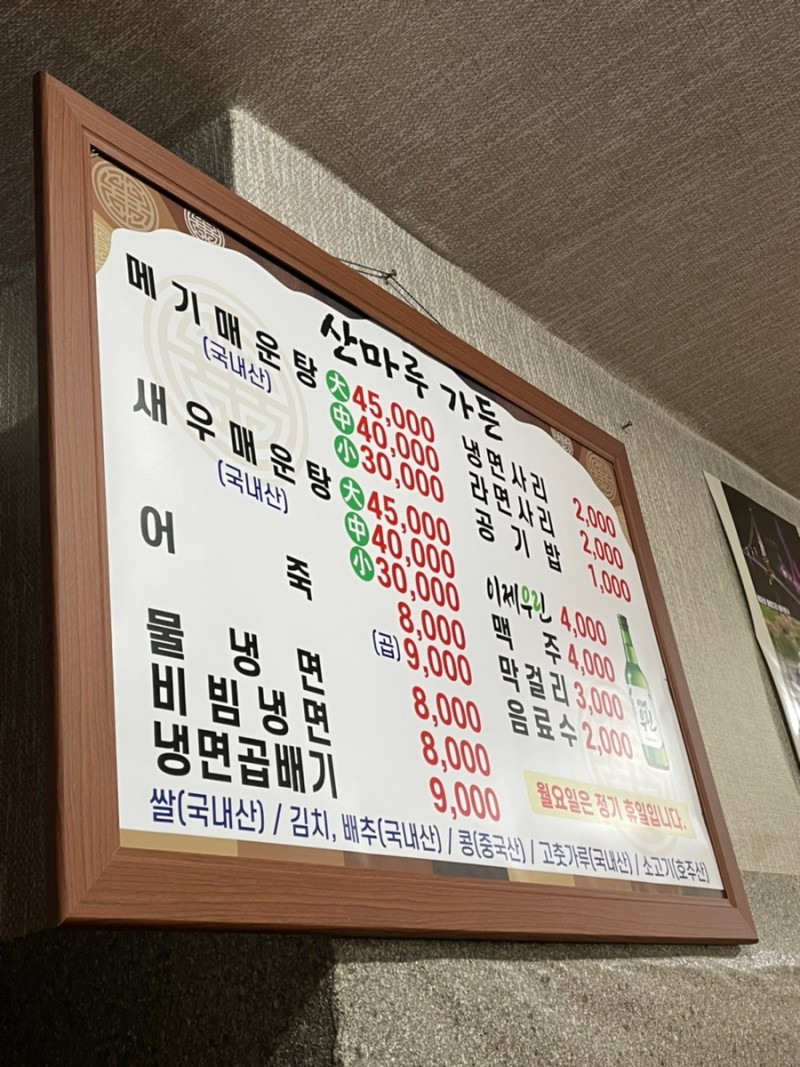 산마루 가든
메기매운탕 大 45,000
(국내산) 中 40,000
小 30,000
새우매운탕 大 45,000
(국내산) 中 40,000
小 30,000
어죽 8,000
(곱) 9,000
물냉면 8,000
비빔냉면 8,000
냉면곱배기 9,000
냉면사리 2,000
라면사리 2,000
공기밥 1,000
이제우린 4,000
맥주 4,000
막걸리 3,000
음료수 2,000
월요일은 정기 휴일입니다.
쌀(국내산) / 김치, 배추(국내산) / 콩(중국산) / 고춧가루(국내산) / 소고기(호주산)